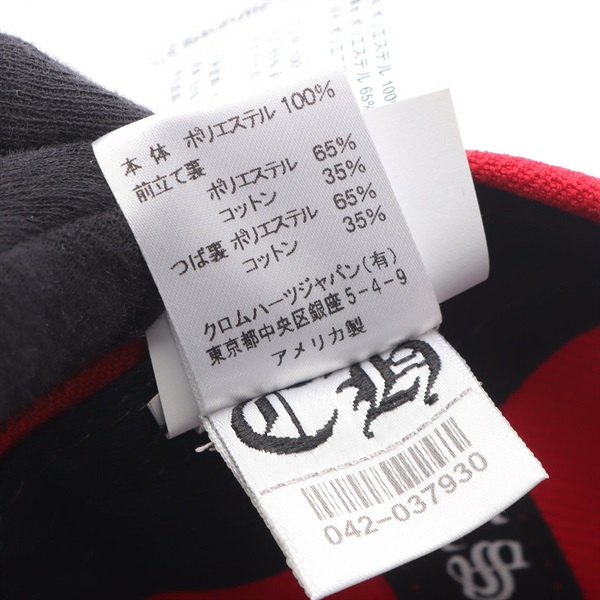 本体 ポリエステル 100%
前立て裏
ポリエステル 65%
コットン 35%
つば裏 ポリエステル 65%
コットン 35%
クロムハーツジャパン(有)
東京都中央区銀座5-4-9
アメリカ製
CH
042-037930